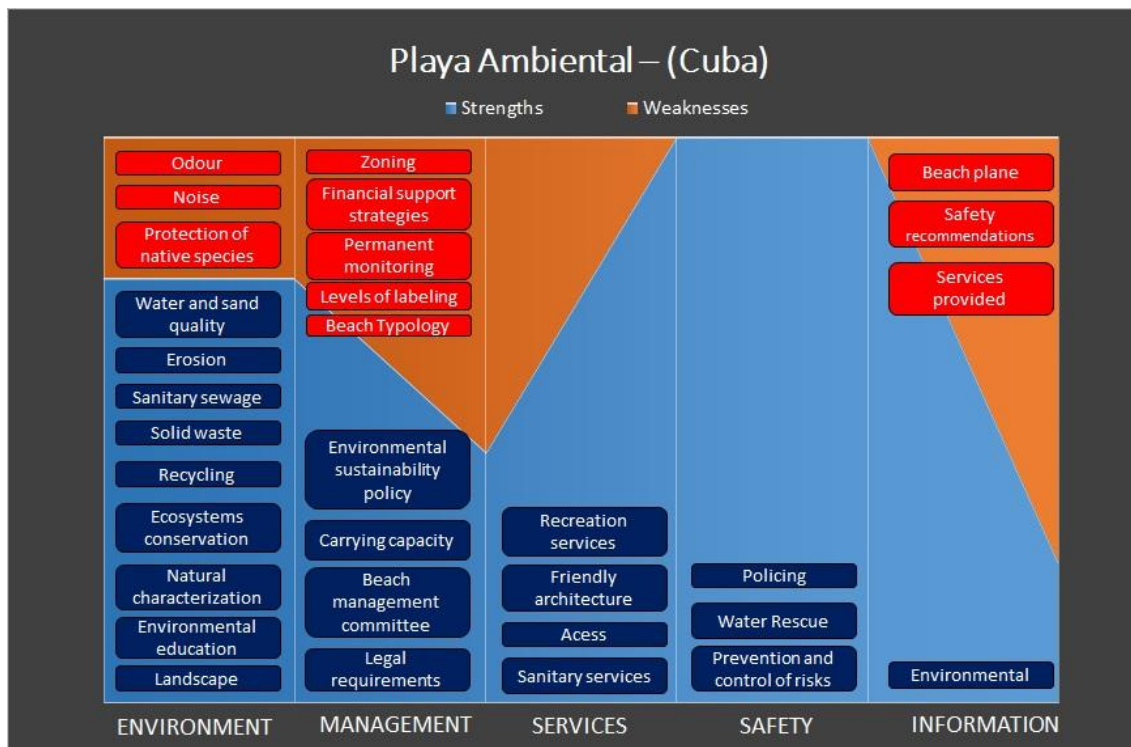 Playa Ambiental – (Cuba)
Strengths
Weaknesses
Odour
Noise
Protection of
native species
Water and sand
quality
Erosion
Sanitary sewage
Solid waste
Recycling
Ecosystems
conservation
Natural
characterization
Environmental
education
Landscape
ENVIRONMENT
Zoning
Financial support
strategies
Permanent
monitoring
Levels of labeling
Beach Typology
Environmental
sustainability
policy
Carrying capacity
Beach
management
committee
Legal
requirements
MANAGEMENT
Recreation
services
Friendly
architecture
Acess
Sanitary services
SERVICES
Policing
Water Rescue
Prevention and
control of risks
SAFETY
Beach plane
Safety
recommendations
Services
provided
Environmental
INFORMATION